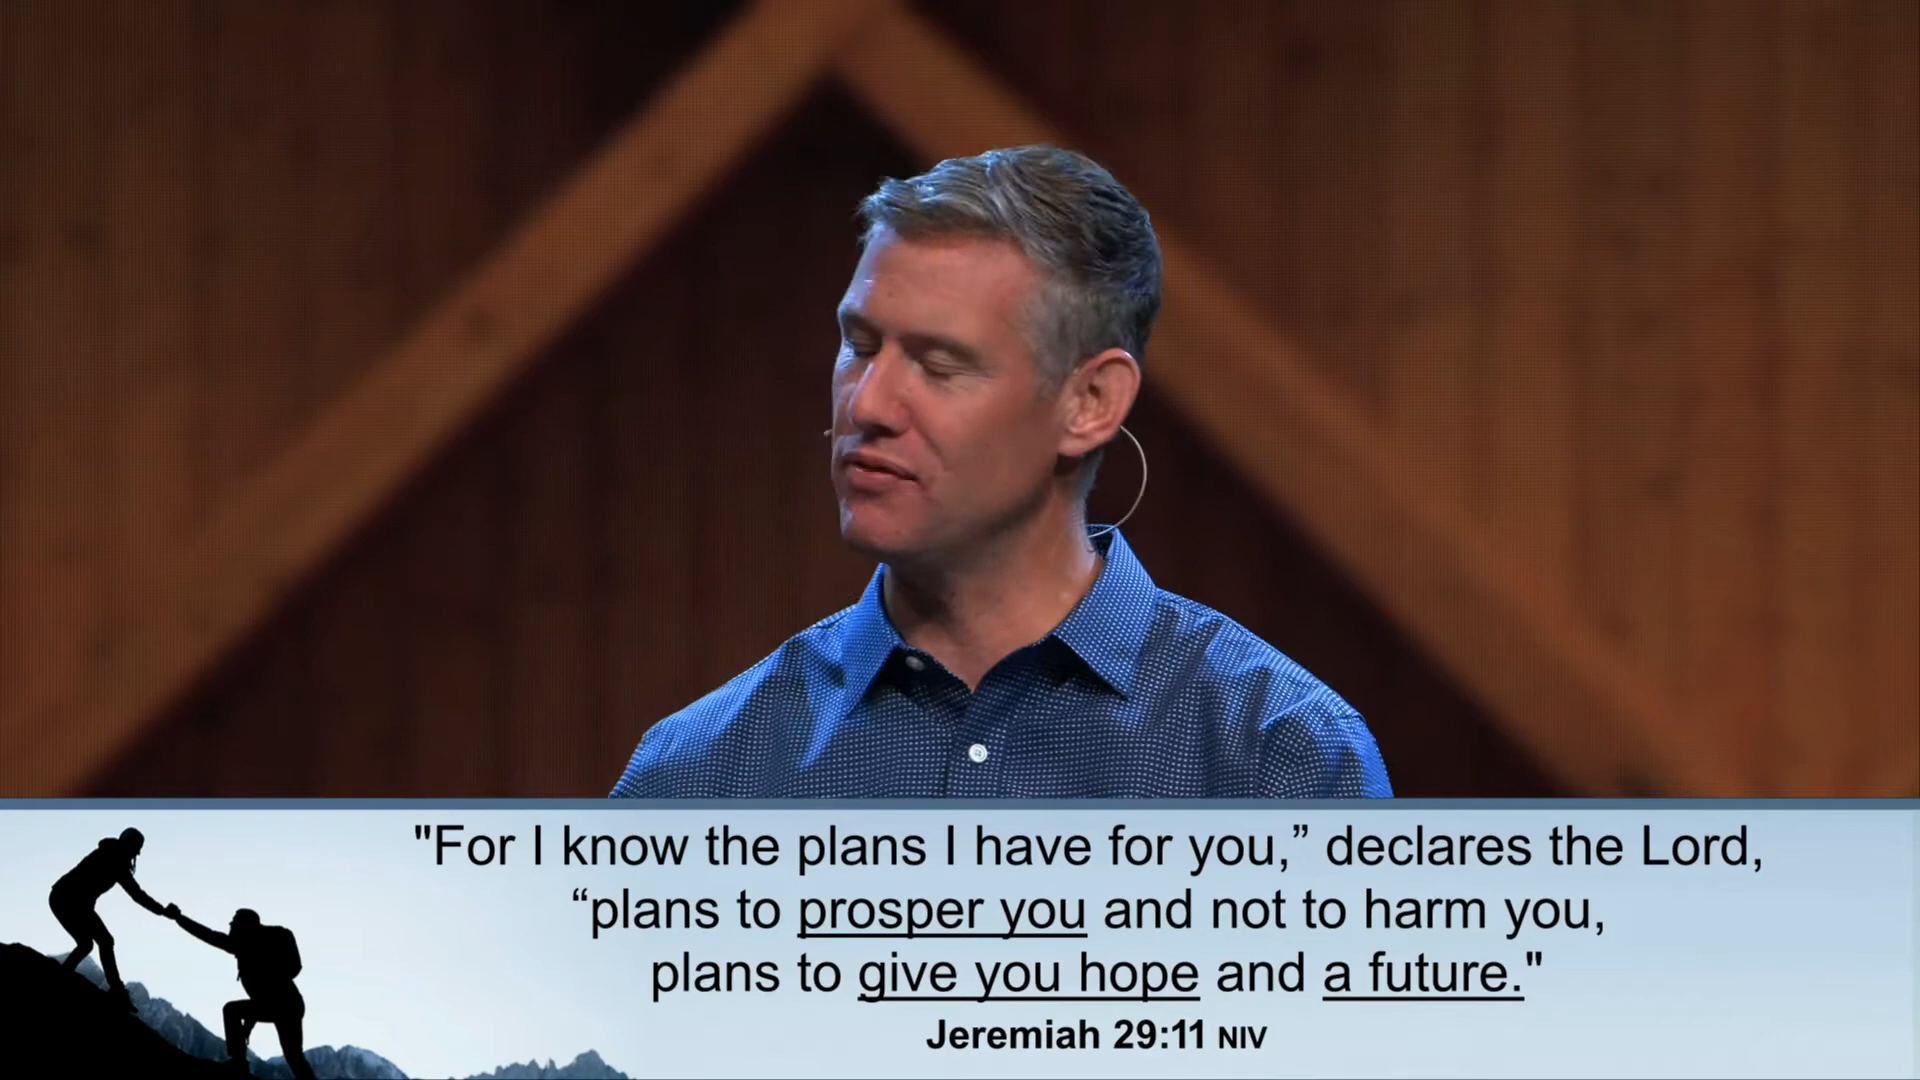 "For I know the plans I have for you,” declares the Lord,
“plans to prosper you and not to harm you,
plans to give you hope and a future."
Jeremiah 29:11 NIV